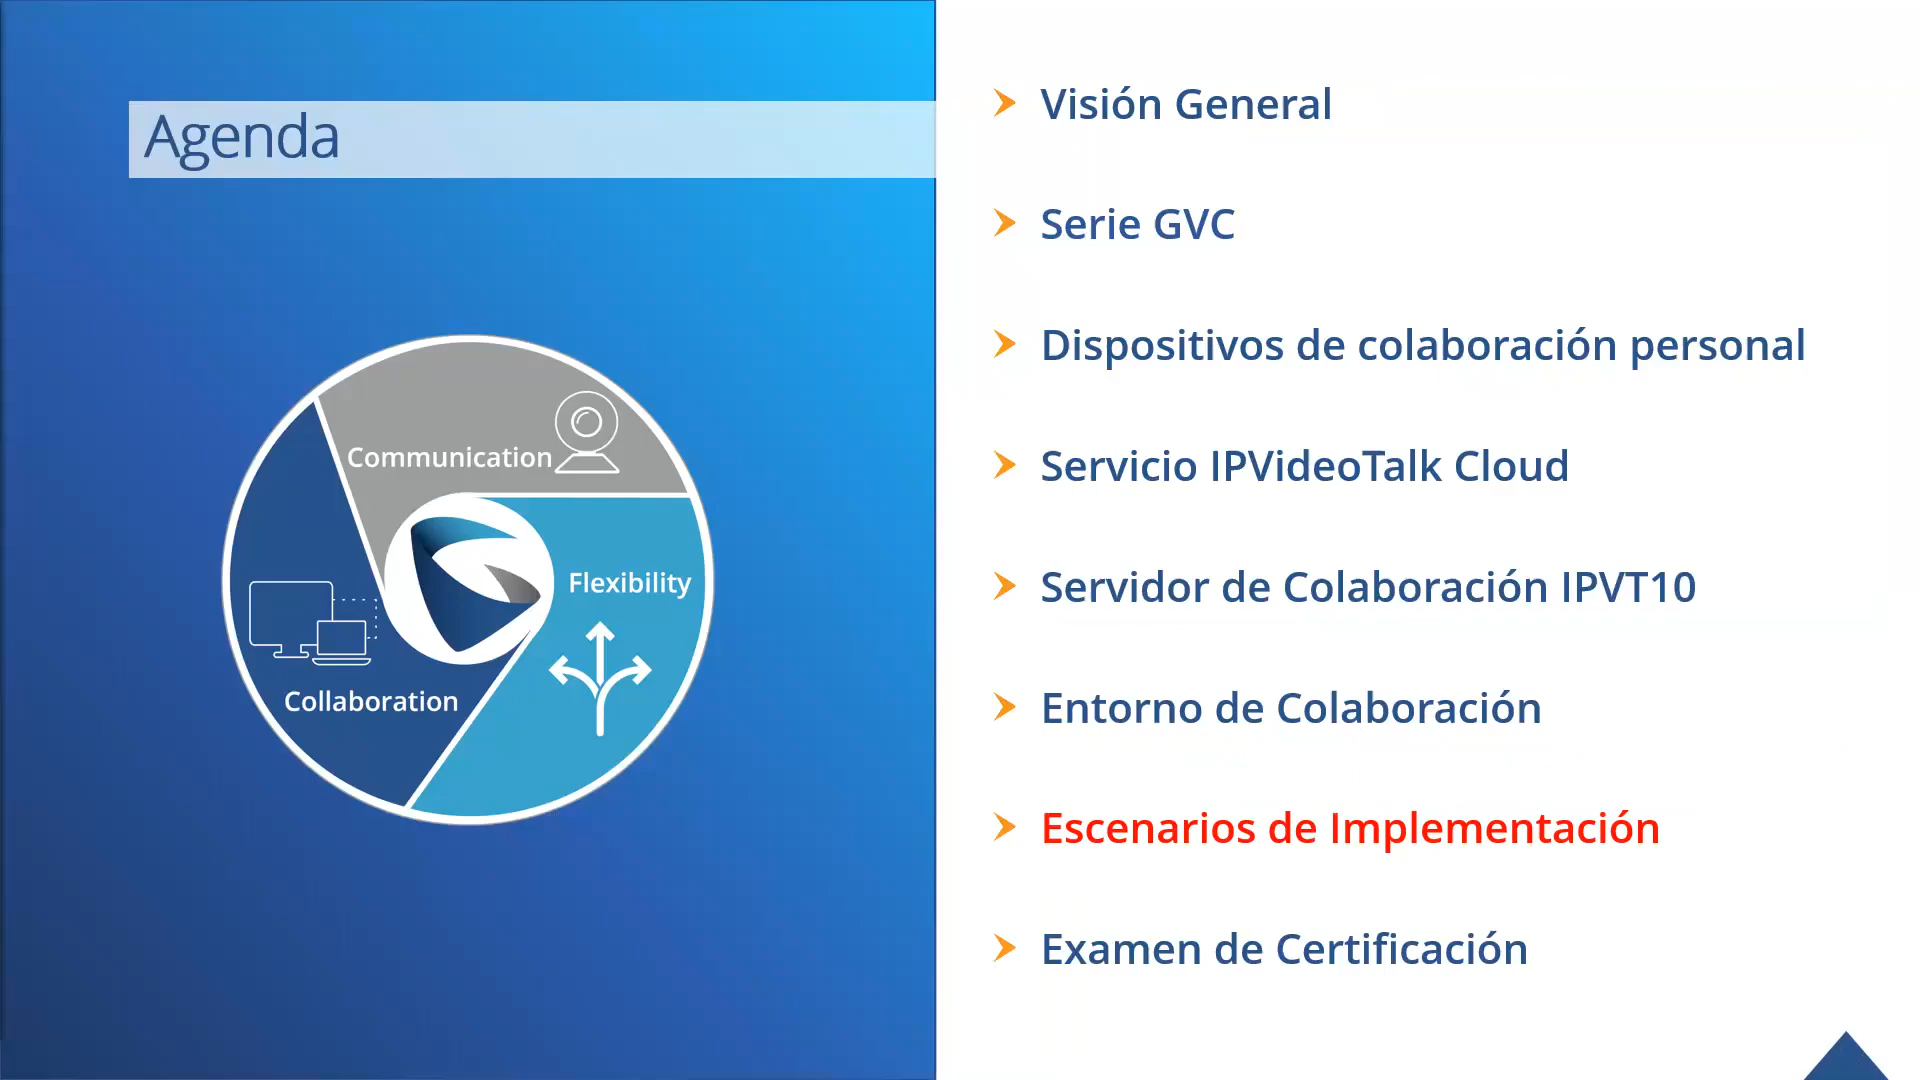 Agenda
Communication
Flexibility
Collaboration
Visión General
Serie GVC
Dispositivos de colaboración personal
Servicio IPVideoTalk Cloud
Servidor de Colaboración IPVT10
Entorno de Colaboración
Escenarios de Implementación
Examen de Certificación